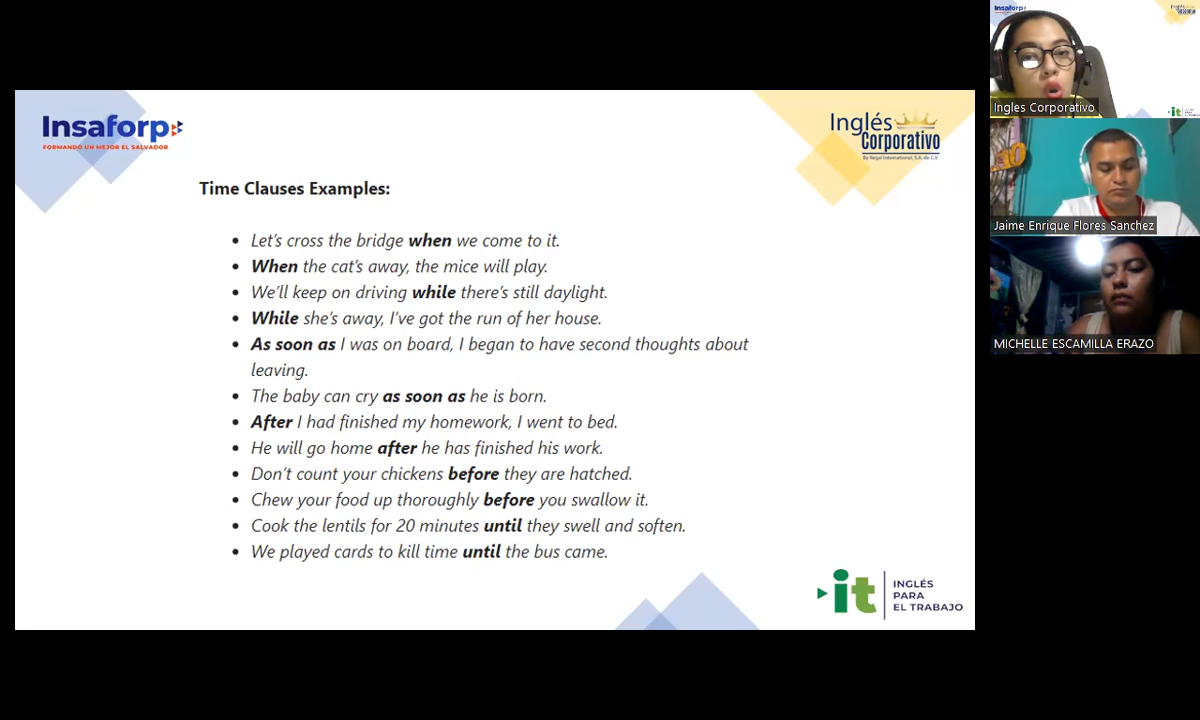 Insaforp
FORMANDO UN MEJOR EL SALVADOR
Inglés
Corporativo
By Regal International, S.A. de C.V.
Time Clauses Examples:
• Let's cross the bridge when we come to it.
• When the cat's away, the mice will play.
• We'll keep on driving while there's still daylight.
• While she's away, I've got the run of her house.
• As soon as I was on board, I began to have second thoughts about
leaving.
• The baby can cry as soon as he is born.
• After I had finished my homework, I went to bed.
• He will go home after he has finished his work.
• Don't count your chickens before they are hatched.
• Chew your food up thoroughly before you swallow it.
• Cook the lentils for 20 minutes until they swell and soften.
• We played cards to kill time until the bus came.
it
INGLÉS
PARA
EL TRABAJO
Insaforp
Ingles Corporativo
it
Jaime Enrique Flores Sanchez
MICHELLE ESCAMILLA ERAZO